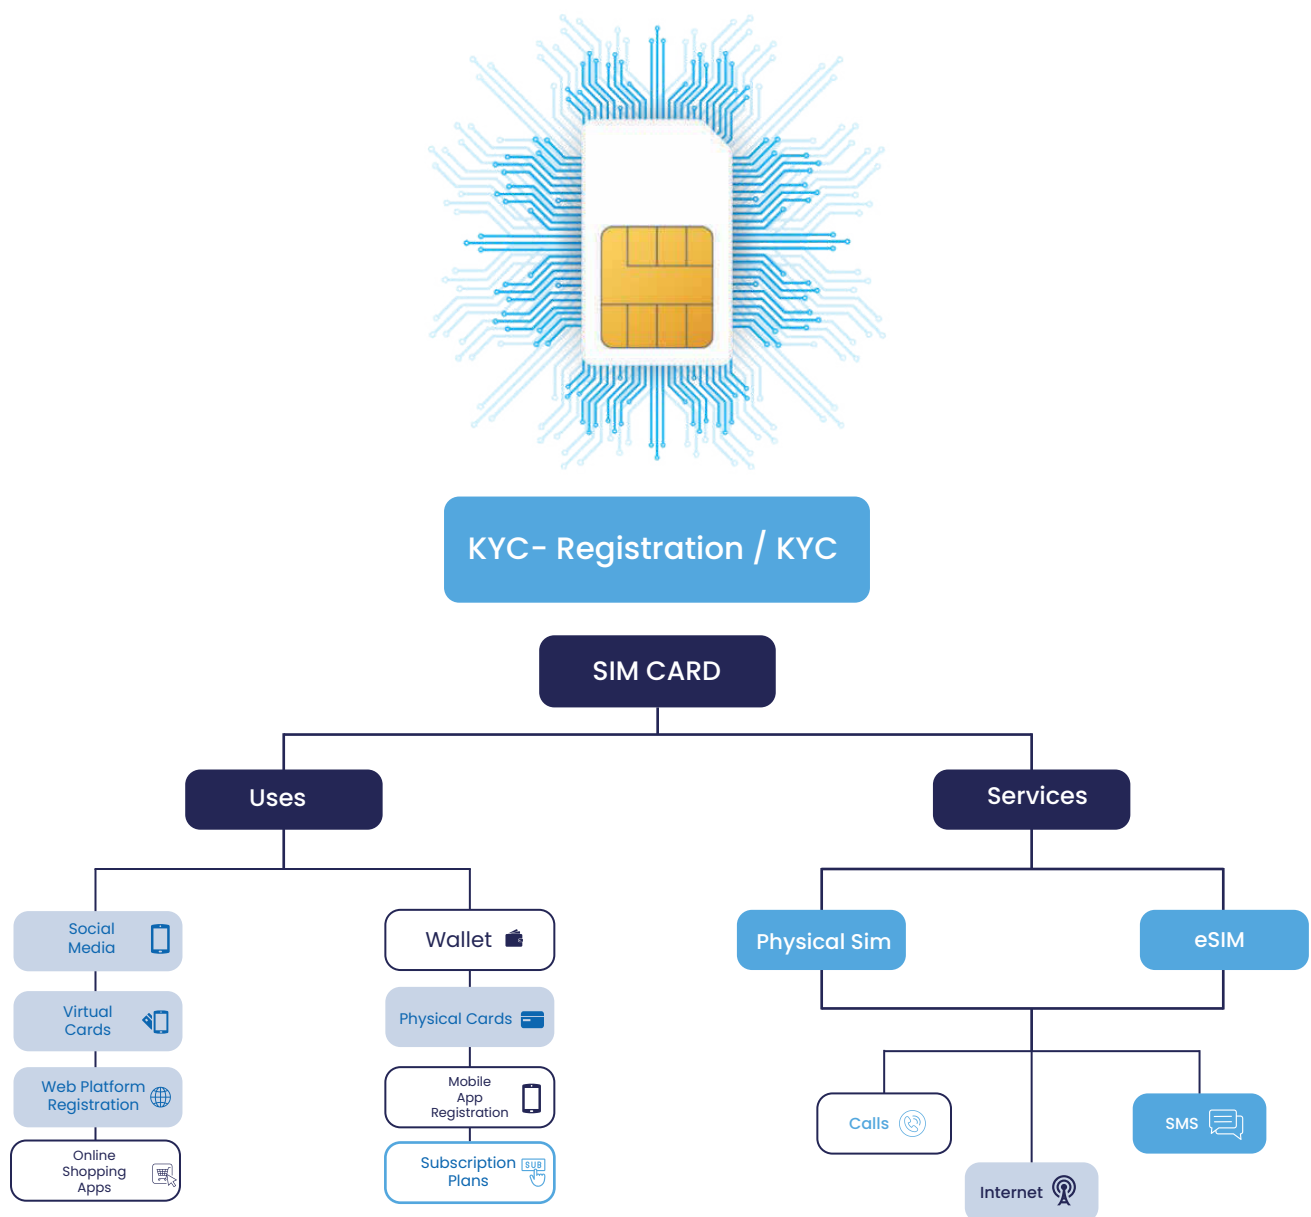 KYC- Registration / KYC
SIM CARD
Uses
Services
Social
Media
Virtual
Cards
Web Platform
Registration
Online
Shopping
Apps
Wallet
Physical Cards
Mobile
App
Registration
Subscription
Plans
SUB
Physical Sim
eSIM
Calls
SMS
Internet